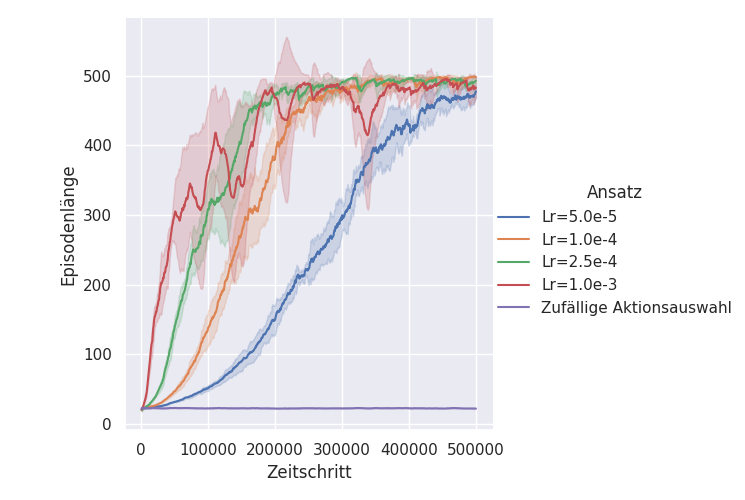 500
400
300
200
100
0
Episodenlänge
0
100000
200000
300000
400000
500000
Zeitschritt
Ansatz
Lr=5.0e-5
Lr=1.0e-4
Lr=2.5e-4
Lr=1.0e-3
Zufällige Aktionsauswahl